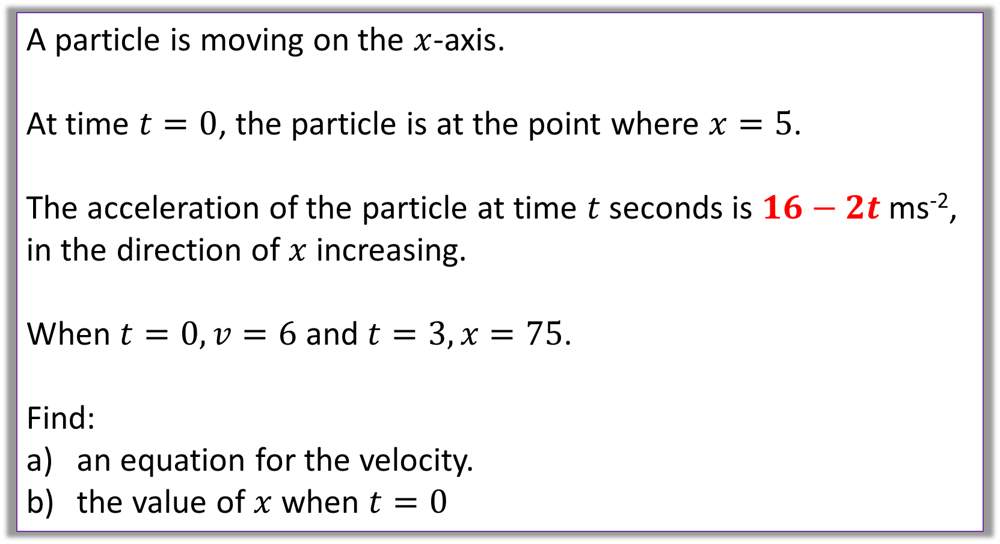 A particle is moving on the x-axis.
At time t = 0, the particle is at the point where x = 5.
The acceleration of the particle at time t seconds is 16 − 2t ms⁻²,
in the direction of x increasing.
When t = 0, v = 6 and t = 3, x = 75.
Find:
a) an equation for the velocity.
b) the value of x when t = 0